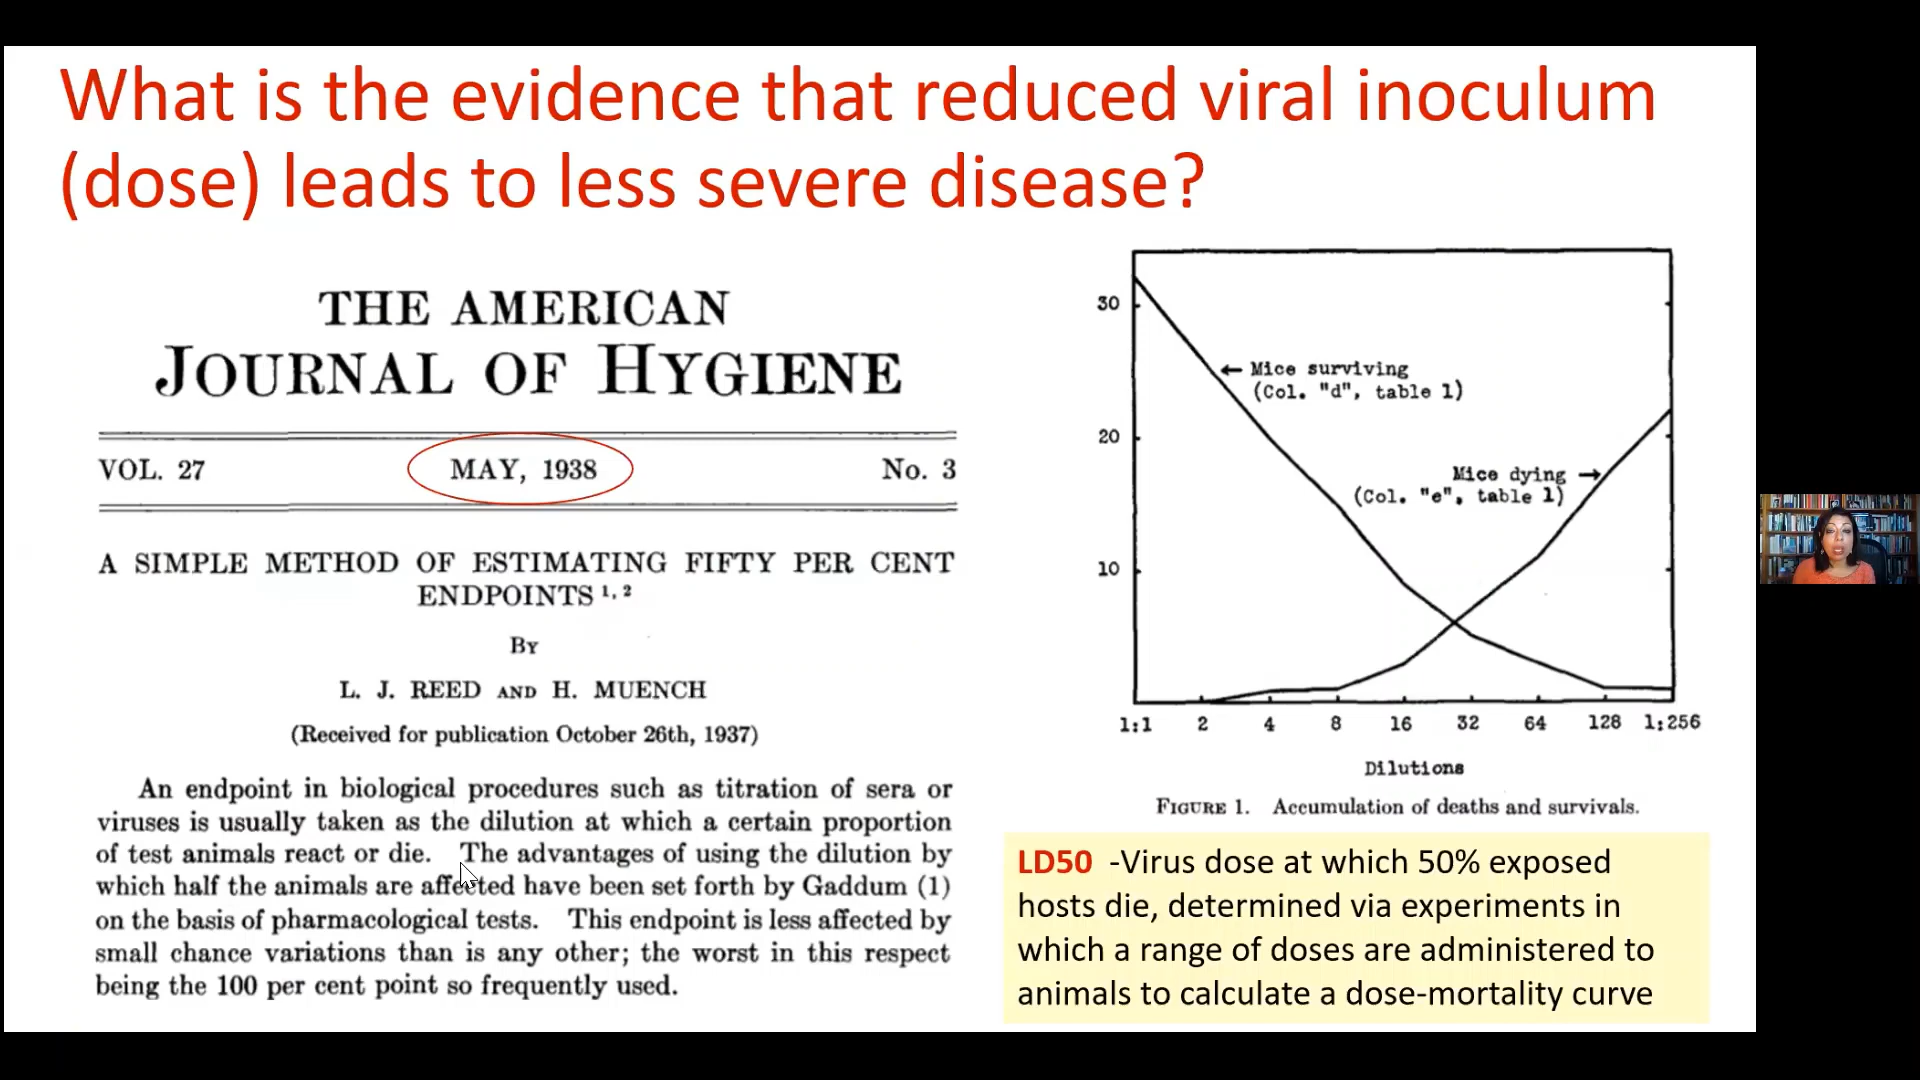 What is the evidence that reduced viral inoculum
(dose) leads to less severe disease?
THE AMERICAN
JOURNAL OF HYGIENE
VOL. 27 MAY, 1938 No. 3
A SIMPLE METHOD OF ESTIMATING FIFTY PER CENT
ENDPOINTS 1, 2
By
L. J. REED AND H. MUENCH
(Received for publication October 26th, 1937)
An endpoint in biological procedures such as titration of sera or
viruses is usually taken as the dilution at which a certain proportion
of test animals react or die. The advantages of using the dilution by
which half the animals are affected have been set forth by Gaddum (1)
on the basis of pharmacological tests. This endpoint is less affected by
small chance variations than is any other; the worst in this respect
being the 100 per cent point so frequently used.
30
20
10
← Mice surviving
(Col. "d", table 1)
Mice dying →
(Col. "e", table 1)
1:1 2 4 8 16 32 64 128 1:256
Dilutions
FIGURE 1. Accumulation of deaths and survivals.
LD50 -Virus dose at which 50% exposed
hosts die, determined via experiments in
which a range of doses are administered to
animals to calculate a dose-mortality curve